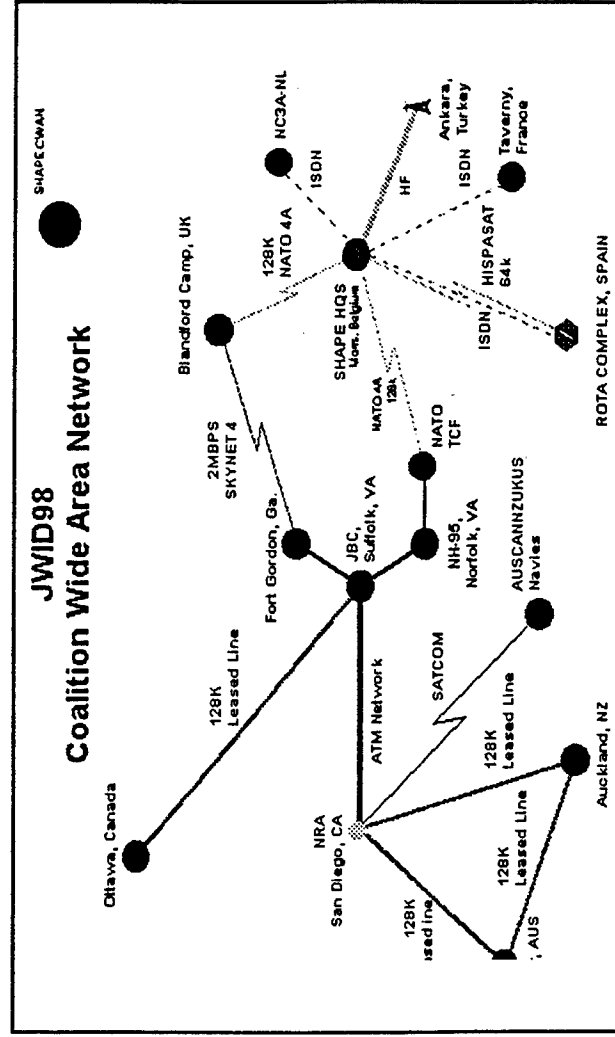 JWID98
Coalition Wide Area Network
SHAPE CWAN
Ottawa, Canada
128K
Leased Line
Fort Gordon, Ga.
2MBPS
SKYNET 4
Blandford Camp, UK
128K
NATO 4A
NC3A-NL
ISDN
NRA
San Diego, CA
ATM Network
JBC,
Suffolk, VA
NATO 4A
128k
SHAPE HQS
Mons, Belgium
HF
Ankara,
Turkey
NH-95,
Norfolk, VA
NATO
TCF
ISDN
Taverny,
France
HISPASAT
64k
ISDN
ROTA COMPLEX, SPAIN
SATCOM
AUSCANNZUKUS
Navies
128K
ased line
128K
Leased Line
128K
Leased Line
, AUS
Auckland, NZ